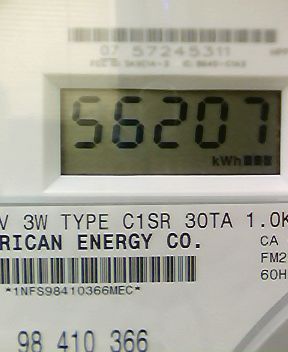 07 57245311
56207
kWh
V 3W TYPE C1SR 30TA 1.0K
RICAN ENERGY CO.
CA
FM2
60H
*1NFS98410366MEC*
98 410 366